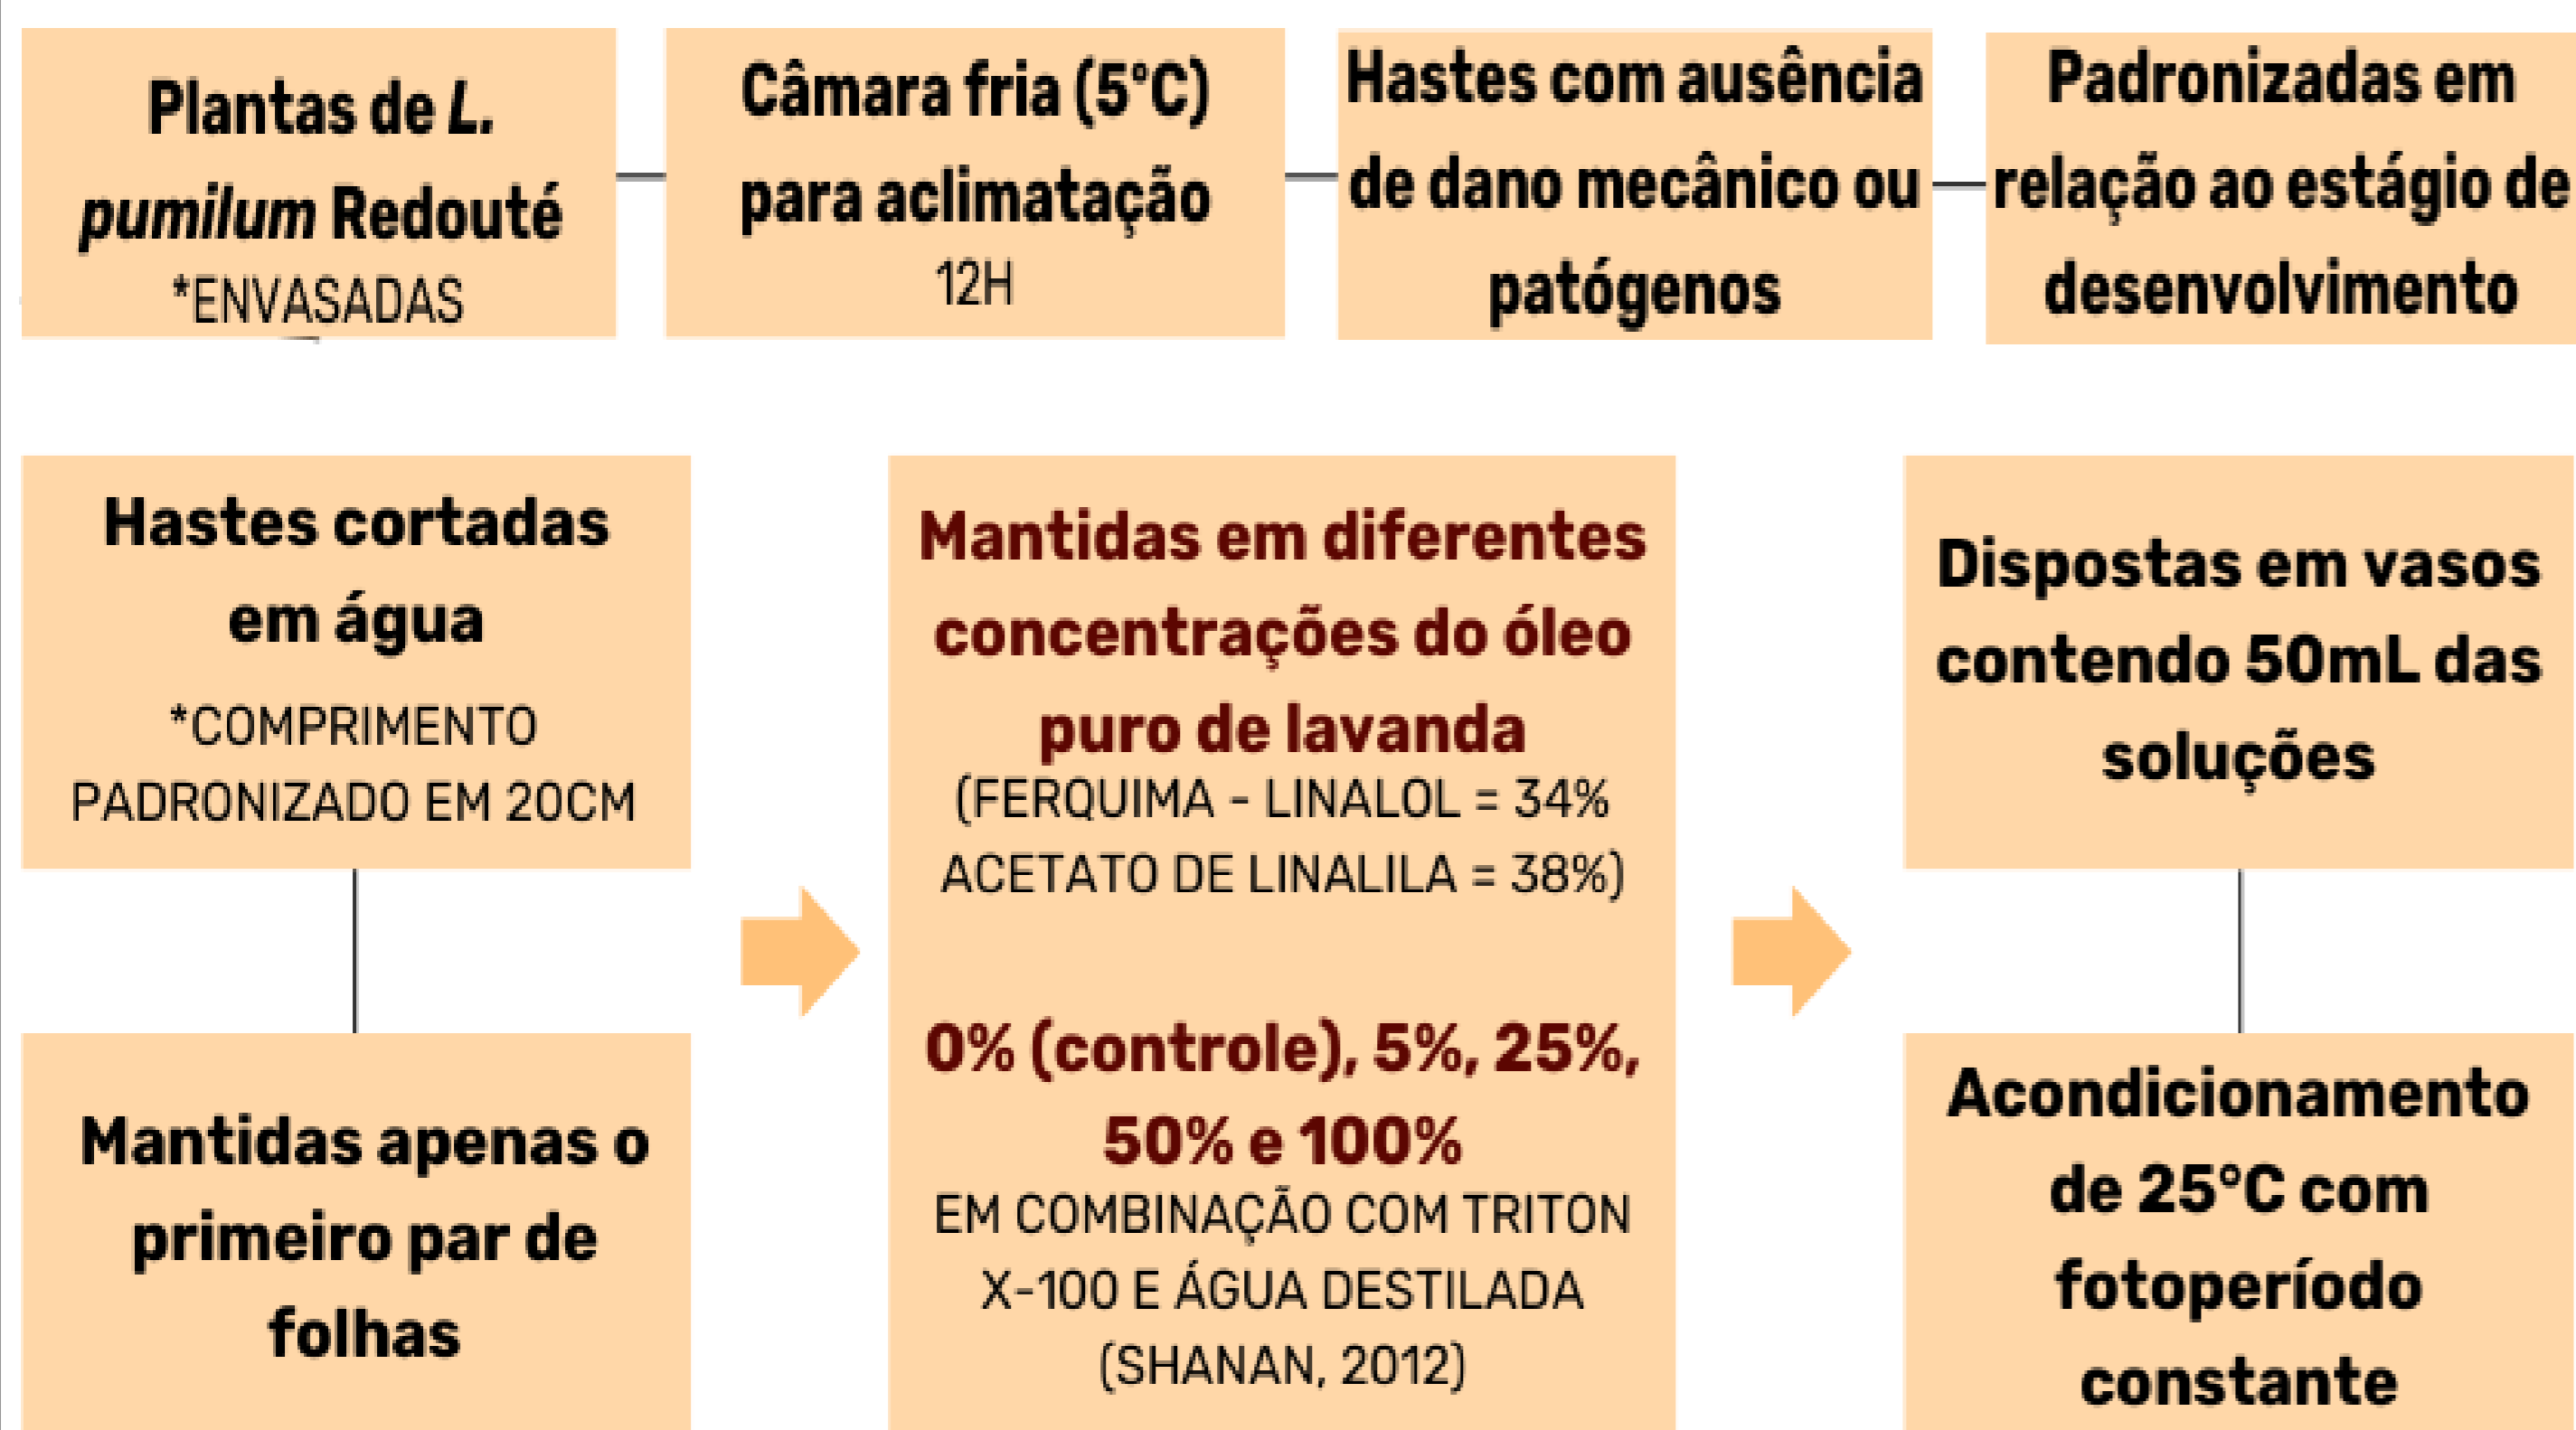 Plantas de L.
pumilum Redouté
*ENVASADAS
Câmara fria (5°C)
para aclimatação
12H
Hastes com ausência
de dano mecânico ou
patógenos
Padronizadas em
relação ao estágio de
desenvolvimento
Hastes cortadas
em água
*COMPRIMENTO
PADRONIZADO EM 20CM
Mantidas apenas o
primeiro par de
folhas
Mantidas em diferentes
concentrações do óleo
puro de lavanda
(FERQUIMA - LINALOL = 34%
ACETATO DE LINALILA = 38%)
0% (controle), 5%, 25%,
50% e 100%
EM COMBINAÇÃO COM TRITON
X-100 E ÁGUA DESTILADA
(SHANAN, 2012)
Dispostas em vasos
contendo 50mL das
soluções
Acondicionamento
de 25°C com
fotoperíodo
constante